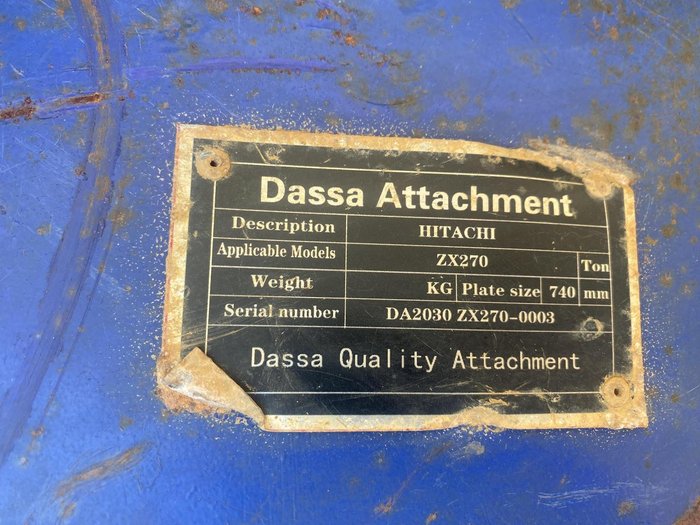 Dassa Attachment
Description HITACHI
Applicable Models ZX270 Ton
Weight KG Plate size 740 mm
Serial number DA2030 ZX270-0003
Dassa Quality Attachment